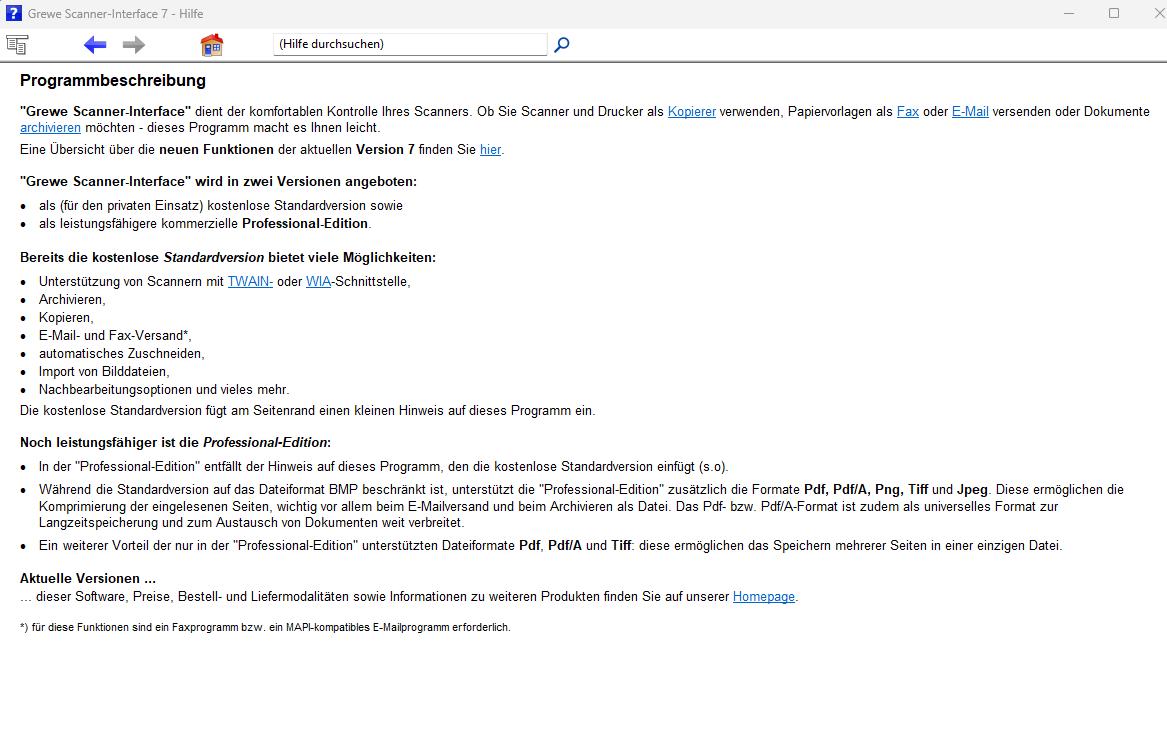 Grewe Scanner-Interface 7 - Hilfe
(Hilfe durchsuchen)
Programmbeschreibung
"Grewe Scanner-Interface" dient der komfortablen Kontrolle Ihres Scanners. Ob Sie Scanner und Drucker als Kopierer verwenden, Papiervorlagen als Fax oder E-Mail versenden oder Dokumente
archivieren möchten - dieses Programm macht es Ihnen leicht.
Eine Übersicht über die neuen Funktionen der aktuellen Version 7 finden Sie hier.
"Grewe Scanner-Interface" wird in zwei Versionen angeboten:
• als (für den privaten Einsatz) kostenlose Standardversion sowie
• als leistungsfähigere kommerzielle Professional-Edition.
Bereits die kostenlose Standardversion bietet viele Möglichkeiten:
• Unterstützung von Scannern mit TWAIN- oder WIA-Schnittstelle,
• Archivieren,
• Kopieren,
• E-Mail- und Fax-Versand*,
• automatisches Zuschneiden,
• Import von Bilddateien,
• Nachbearbeitungsoptionen und vieles mehr.
Die kostenlose Standardversion fügt am Seitenrand einen kleinen Hinweis auf dieses Programm ein.
Noch leistungsfähiger ist die Professional-Edition:
• In der "Professional-Edition" entfällt der Hinweis auf dieses Programm, den die kostenlose Standardversion einfügt (s.o).
• Während die Standardversion auf das Dateiformat BMP beschränkt ist, unterstützt die "Professional-Edition" zusätzlich die Formate Pdf, Pdf/A, Png, Tiff und Jpeg. Diese ermöglichen die
Komprimierung der eingelesenen Seiten, wichtig vor allem beim E-Mailversand und beim Archivieren als Datei. Das Pdf- bzw. Pdf/A-Format ist zudem als universelles Format zur
Langzeitspeicherung und zum Austausch von Dokumenten weit verbreitet.
• Ein weiterer Vorteil der nur in der "Professional-Edition" unterstützten Dateiformate Pdf, Pdf/A und Tiff: diese ermöglichen das Speichern mehrerer Seiten in einer einzigen Datei.
Aktuelle Versionen ...
... dieser Software, Preise, Bestell- und Liefermodalitäten sowie Informationen zu weiteren Produkten finden Sie auf unserer Homepage.
*) für diese Funktionen sind ein Faxprogramm bzw. ein MAPI-kompatibles E-Mailprogramm erforderlich.